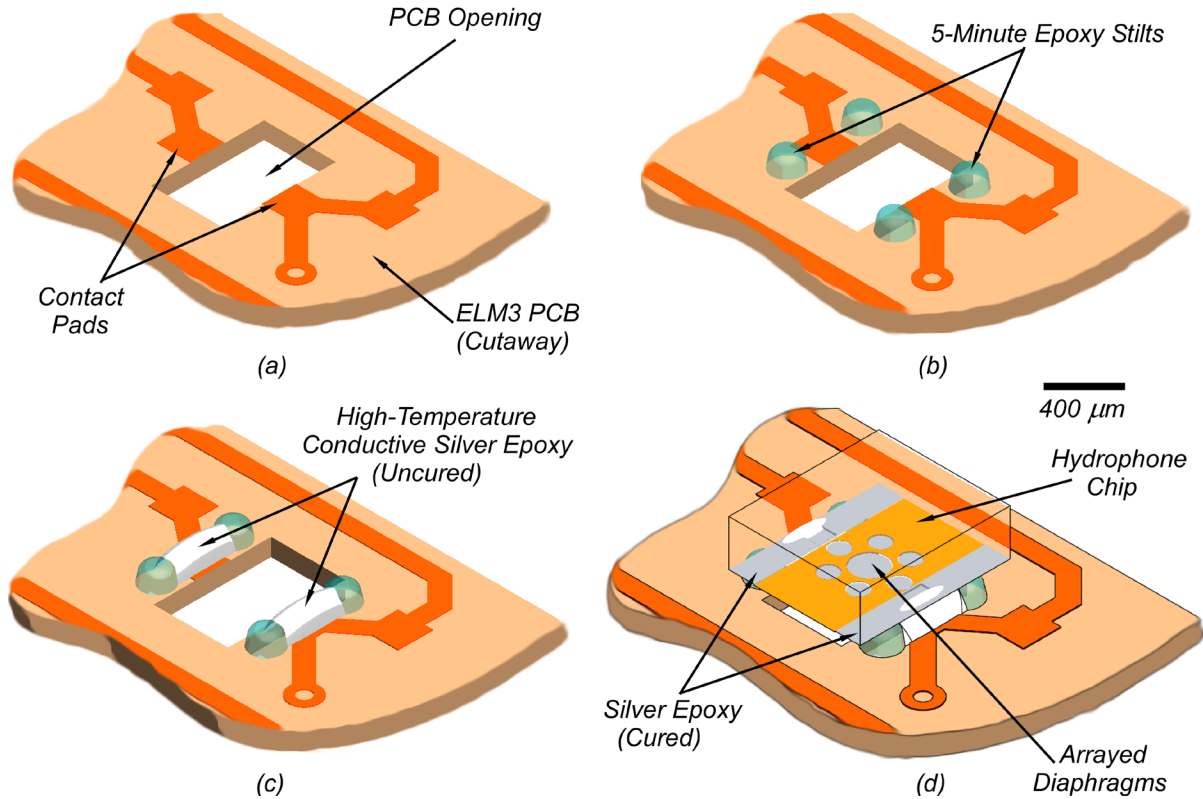 PCB Opening
Contact
Pads
ELM3 PCB
(Cutaway)
(a)
5-Minute Epoxy Stilts
(b)
High-Temperature
Conductive Silver Epoxy
(Uncured)
(c)
400 μm
Hydrophone
Chip
Silver Epoxy
(Cured)
Arrayed
Diaphragms
(d)